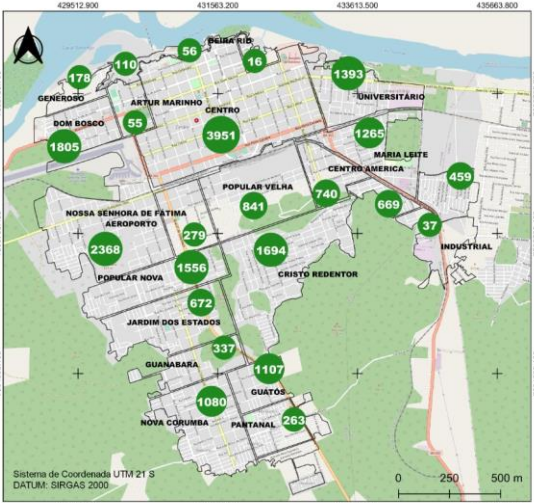 429512.900 431563.200 433613.500 435663.800
56
BEIRA RIO
110
16
178
1393
GENEROSO
ARTUR MARINHO
UNIVERSITÁRIO
CENTRO
DOM BOSCO
55
3951
1265
1805
MARIA LEITE
CENTRO AMERICA
459
POPULAR VELHA
740
841
669
NOSSA SENHORA DE FÁTIMA
AEROPORTO
37
279
2368
1694
INDUSTRIAL
1556
POPULAR NOVA
CRISTO REDENTOR
672
JARDIM DOS ESTADOS
337
GUANABARA
1107
GUATÓS
1080
263
NOVA CORUMBA
PANTANAL
Sistema de Coordenada UTM 21 S
DATUM: SIRGAS 2000
0 250 500 m